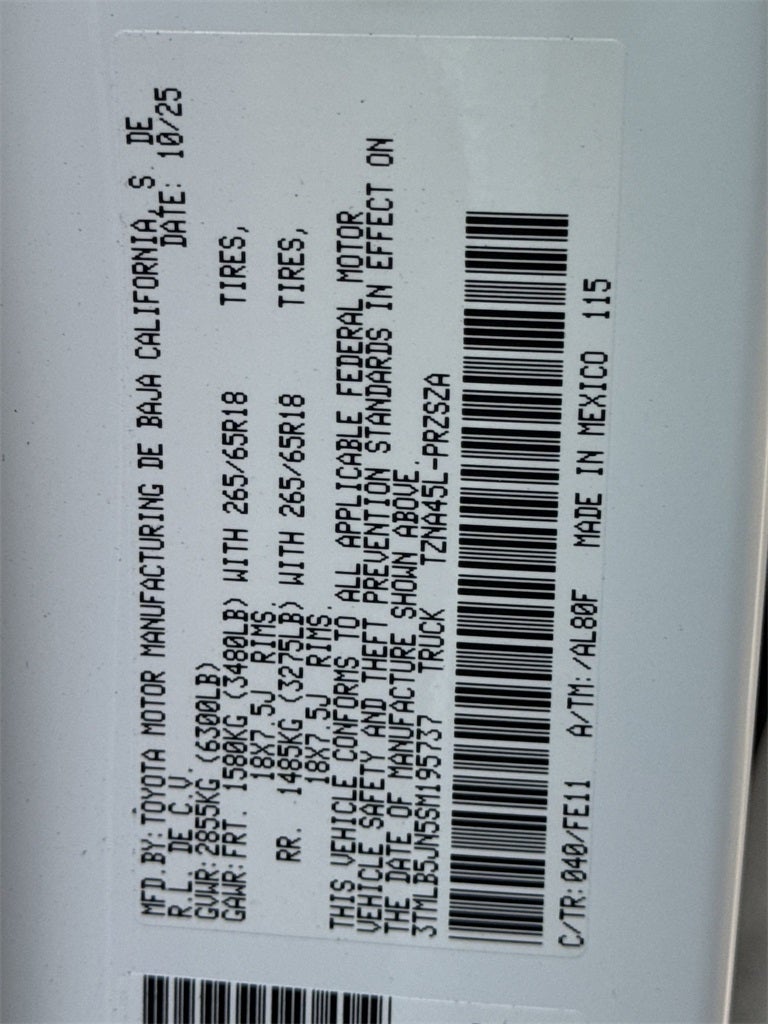 MFD.BY:TOYOTA MOTOR MANUFACTURING DE BAJA CALIFORNIA, S. DE
R.L. DE C.V. DATE: 10/25
GVWR: 2855KG (6300LB)
GAWR:FRT. 1580KG (3480LB) WITH 265/65R18 TIRES,
18X7.5J RIMS.
RR. 1485KG (3275LB) WITH 265/65R18 TIRES,
18X7.5J RIMS.
THIS VEHICLE CONFORMS TO ALL APPLICABLE FEDERAL MOTOR
VEHICLE SAFETY AND THEFT PREVENTION STANDARDS IN EFFECT ON
THE DATE OF MANUFACTURE SHOWN ABOVE.
3TMLB5JN5SM195737 TRUCK TZNA45L-PRZSZA
C/TR:040/FE11 A/TM:/AL80F MADE IN MEXICO 115